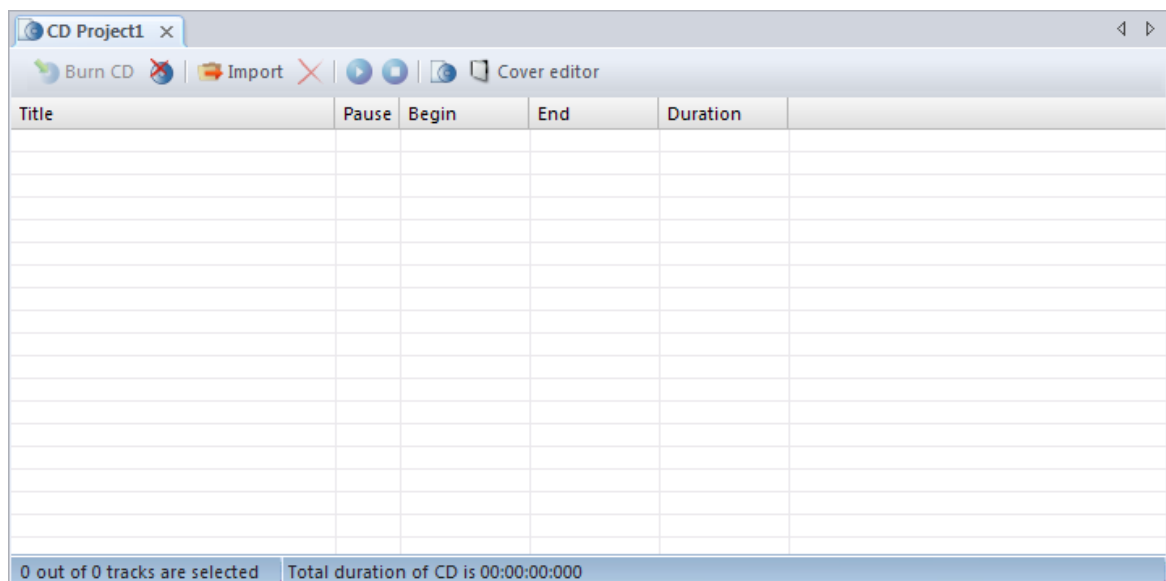 CD Project1
Burn CD Import Cover editor
Title Pause Begin End Duration
0 out of 0 tracks are selected Total duration of CD is 00:00:00:000